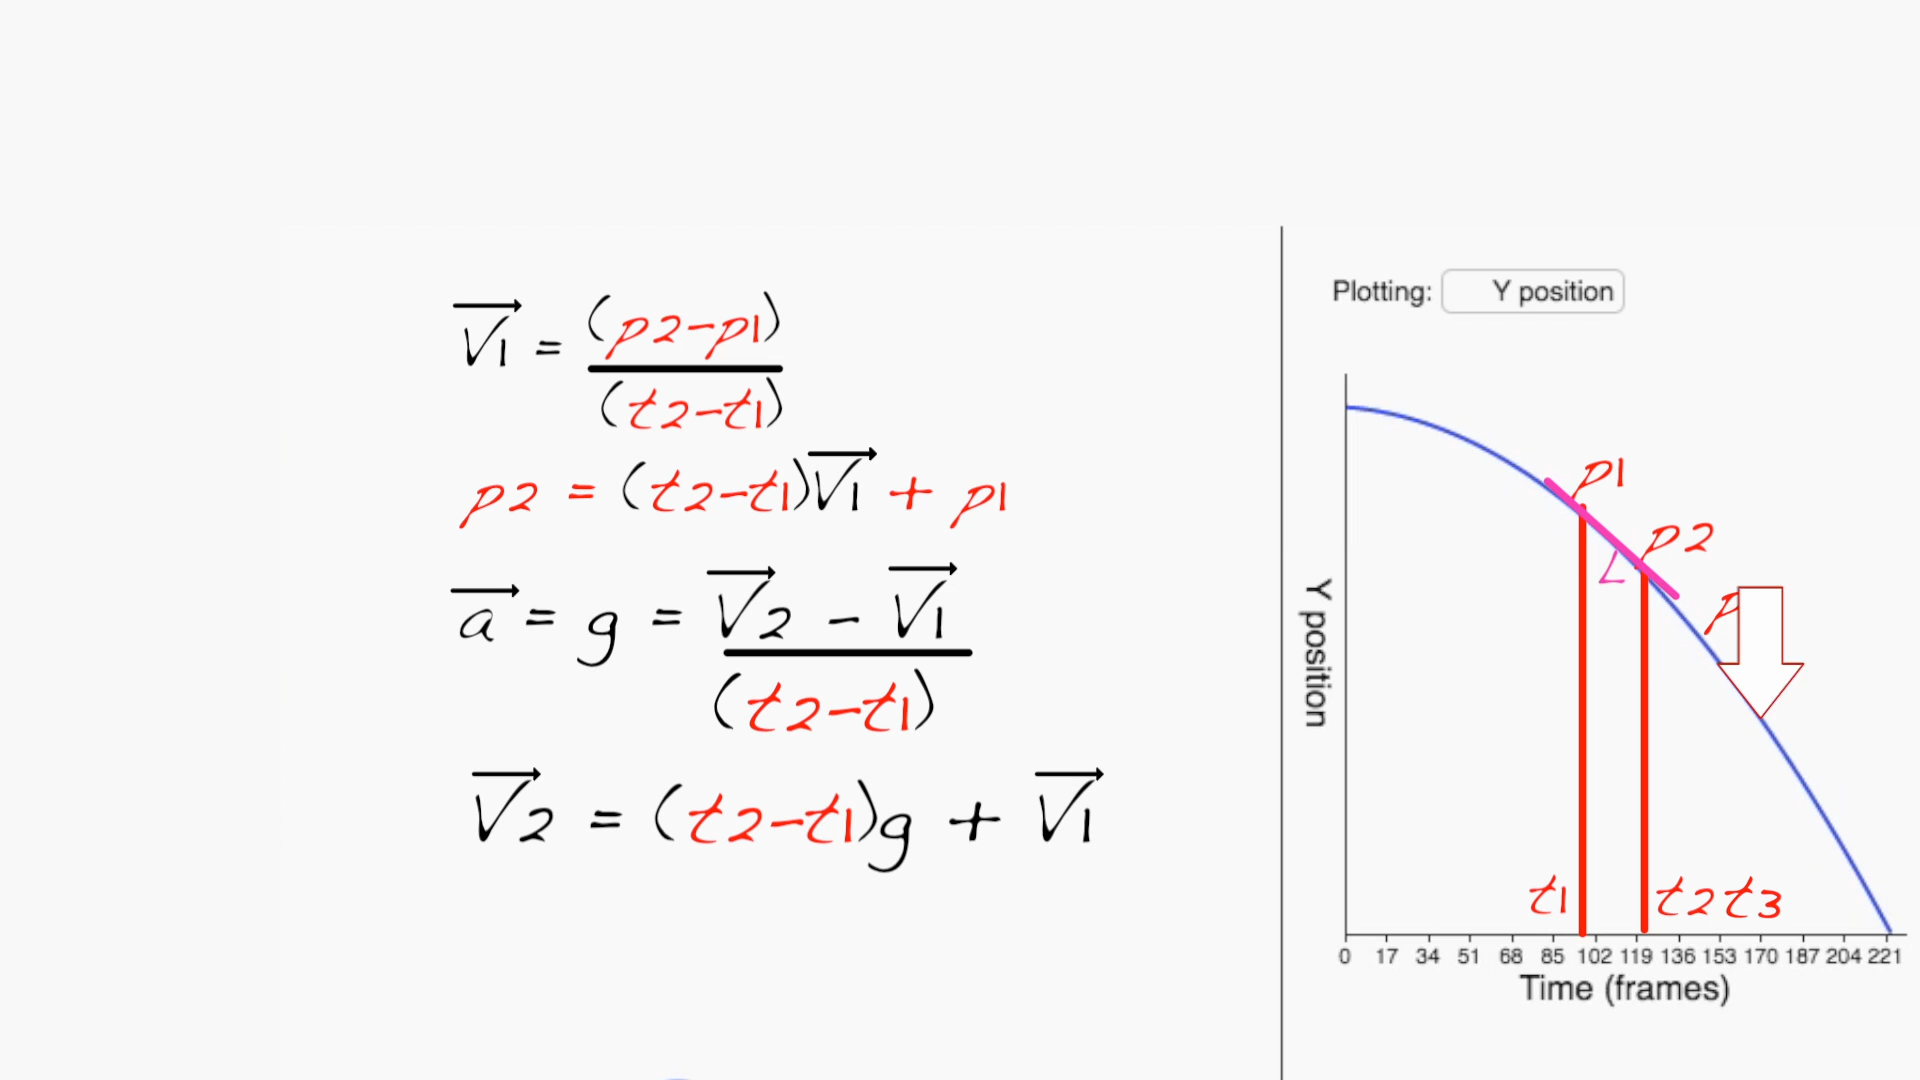 V1 = (p2-p1)
(t2-t1)
p2 = (t2-t1)V1 + p1
a = g = V2 - V1
(t2-t1)
V2 = (t2-t1)g + V1
Plotting: Y position
p1
p2
L
Y position
t1 t2 t3
0 17 34 51 68 85 102 119 136 153 170 187 204 221
Time (frames)